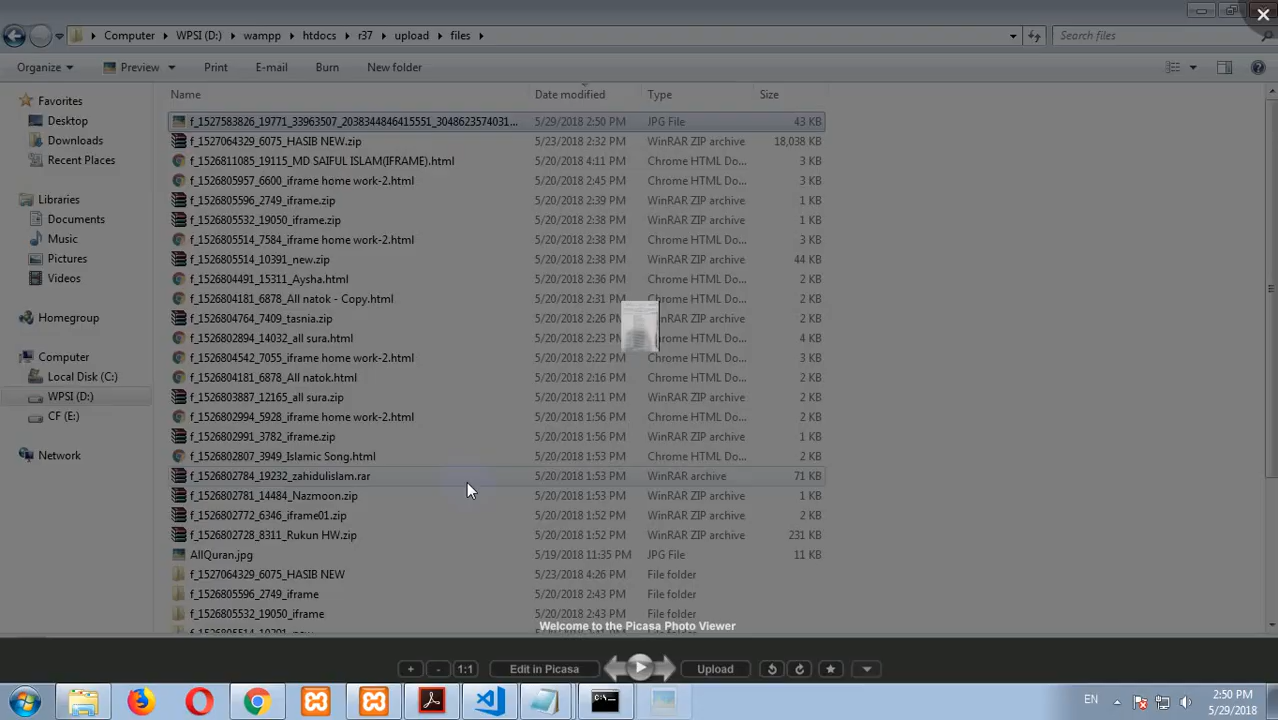 Computer WPSI (D:) wampp htdocs r37 upload files Search files
Organize Preview Print E-mail Burn New folder
Name Date modified Type Size
Favorites
Desktop
Downloads
Recent Places
Libraries
Documents
Music
Pictures
Videos
Homegroup
Computer
Local Disk (C:)
WPSI (D:)
CF (E:)
Network
f_1527583826_19771_33963507_2038344846415551_3048623574031... 5/29/2018 2:50 PM JPG File 43 KB
f_1527064329_6075_HASIB NEW.zip 5/23/2018 2:32 PM WinRAR ZIP archive 18,038 KB
f_1526811085_19115_MD SAIFUL ISLAM(IFRAME).html 5/20/2018 4:11 PM Chrome HTML Do... 3 KB
f_1526805957_6600_iframe home work-2.html 5/20/2018 2:45 PM Chrome HTML Do... 3 KB
f_1526805596_2749_iframe.zip 5/20/2018 2:39 PM WinRAR ZIP archive 1 KB
f_1526805532_19050_iframe.zip 5/20/2018 2:38 PM WinRAR ZIP archive 1 KB
f_1526805514_7584_iframe home work-2.html 5/20/2018 2:38 PM Chrome HTML Do... 3 KB
f_1526805514_10391_new.zip 5/20/2018 2:38 PM WinRAR ZIP archive 44 KB
f_1526804491_15311_Aysha.html 5/20/2018 2:36 PM Chrome HTML Do... 2 KB
f_1526804181_6878_All natok - Copy.html 5/20/2018 2:31 PM Chrome HTML Do... 2 KB
f_1526804764_7409_tasnia.zip 5/20/2018 2:26 PM nRAR ZIP archive 2 KB
f_1526802894_14032_all sura.html 5/20/2018 2:23 PM rome HTML Do... 4 KB
f_1526804542_7055_iframe home work-2.html 5/20/2018 2:22 PM Chrome HTML Do... 3 KB
f_1526804181_6878_All natok.html 5/20/2018 2:16 PM Chrome HTML Do... 2 KB
f_1526803887_12165_all sura.zip 5/20/2018 2:11 PM WinRAR ZIP archive 2 KB
f_1526802994_5928_iframe home work-2.html 5/20/2018 1:56 PM Chrome HTML Do... 3 KB
f_1526802991_3782_iframe.zip 5/20/2018 1:56 PM WinRAR ZIP archive 1 KB
f_1526802807_3949_Islamic Song.html 5/20/2018 1:53 PM Chrome HTML Do... 2 KB
f_1526802784_19232_zahidulislam.rar 5/20/2018 1:53 PM WinRAR archive 71 KB
f_1526802781_14484_Nazmoon.zip 5/20/2018 1:53 PM WinRAR ZIP archive 1 KB
f_1526802772_6346_iframe01.zip 5/20/2018 1:52 PM WinRAR ZIP archive 2 KB
f_1526802728_8311_Rukun HW.zip 5/20/2018 1:52 PM WinRAR ZIP archive 231 KB
AllQuran.jpg 5/19/2018 11:35 PM JPG File 11 KB
f_1527064329_6075_HASIB NEW 5/23/2018 4:26 PM File folder
f_1526805596_2749_iframe 5/20/2018 2:43 PM File folder
f_1526805532_19050_iframe 5/20/2018 2:43 PM File folder
Welcome to the Picasa Photo Viewer
+ - 1:1 Edit in Picasa Upload
EN 2:50 PM
5/29/2018